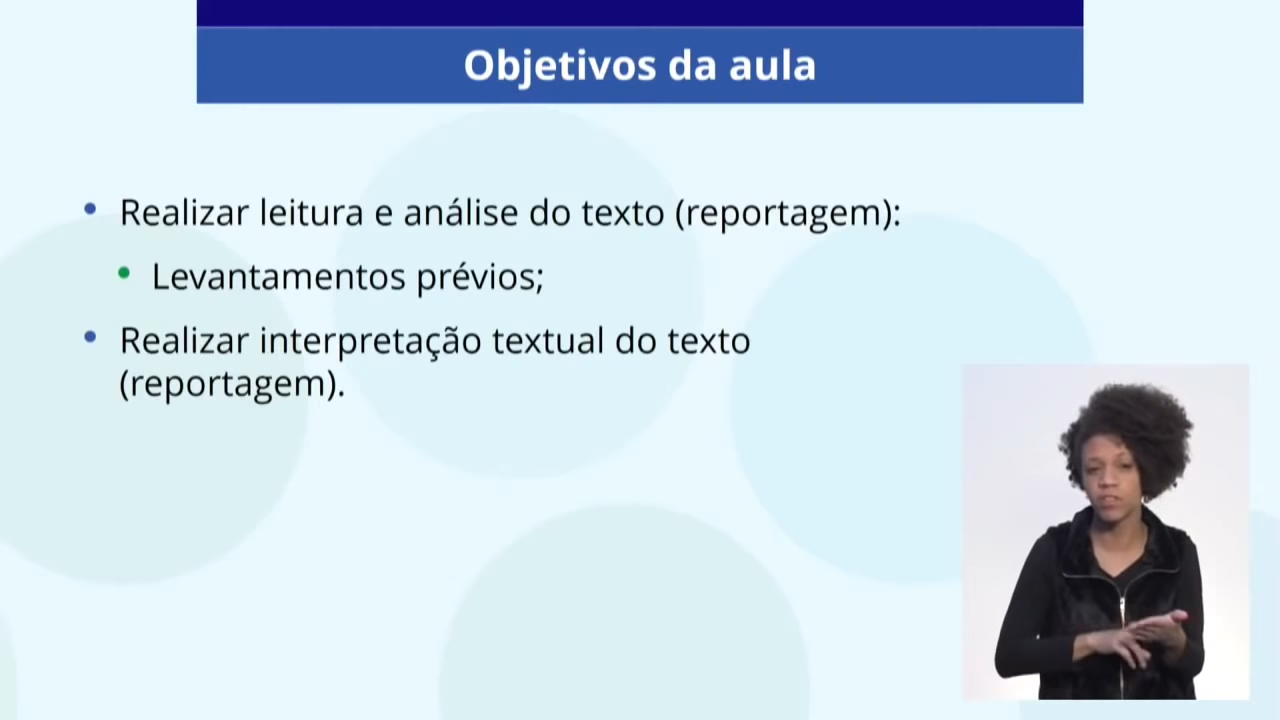 Objetivos da aula
• Realizar leitura e análise do texto (reportagem):
• Levantamentos prévios;
• Realizar interpretação textual do texto
(reportagem).